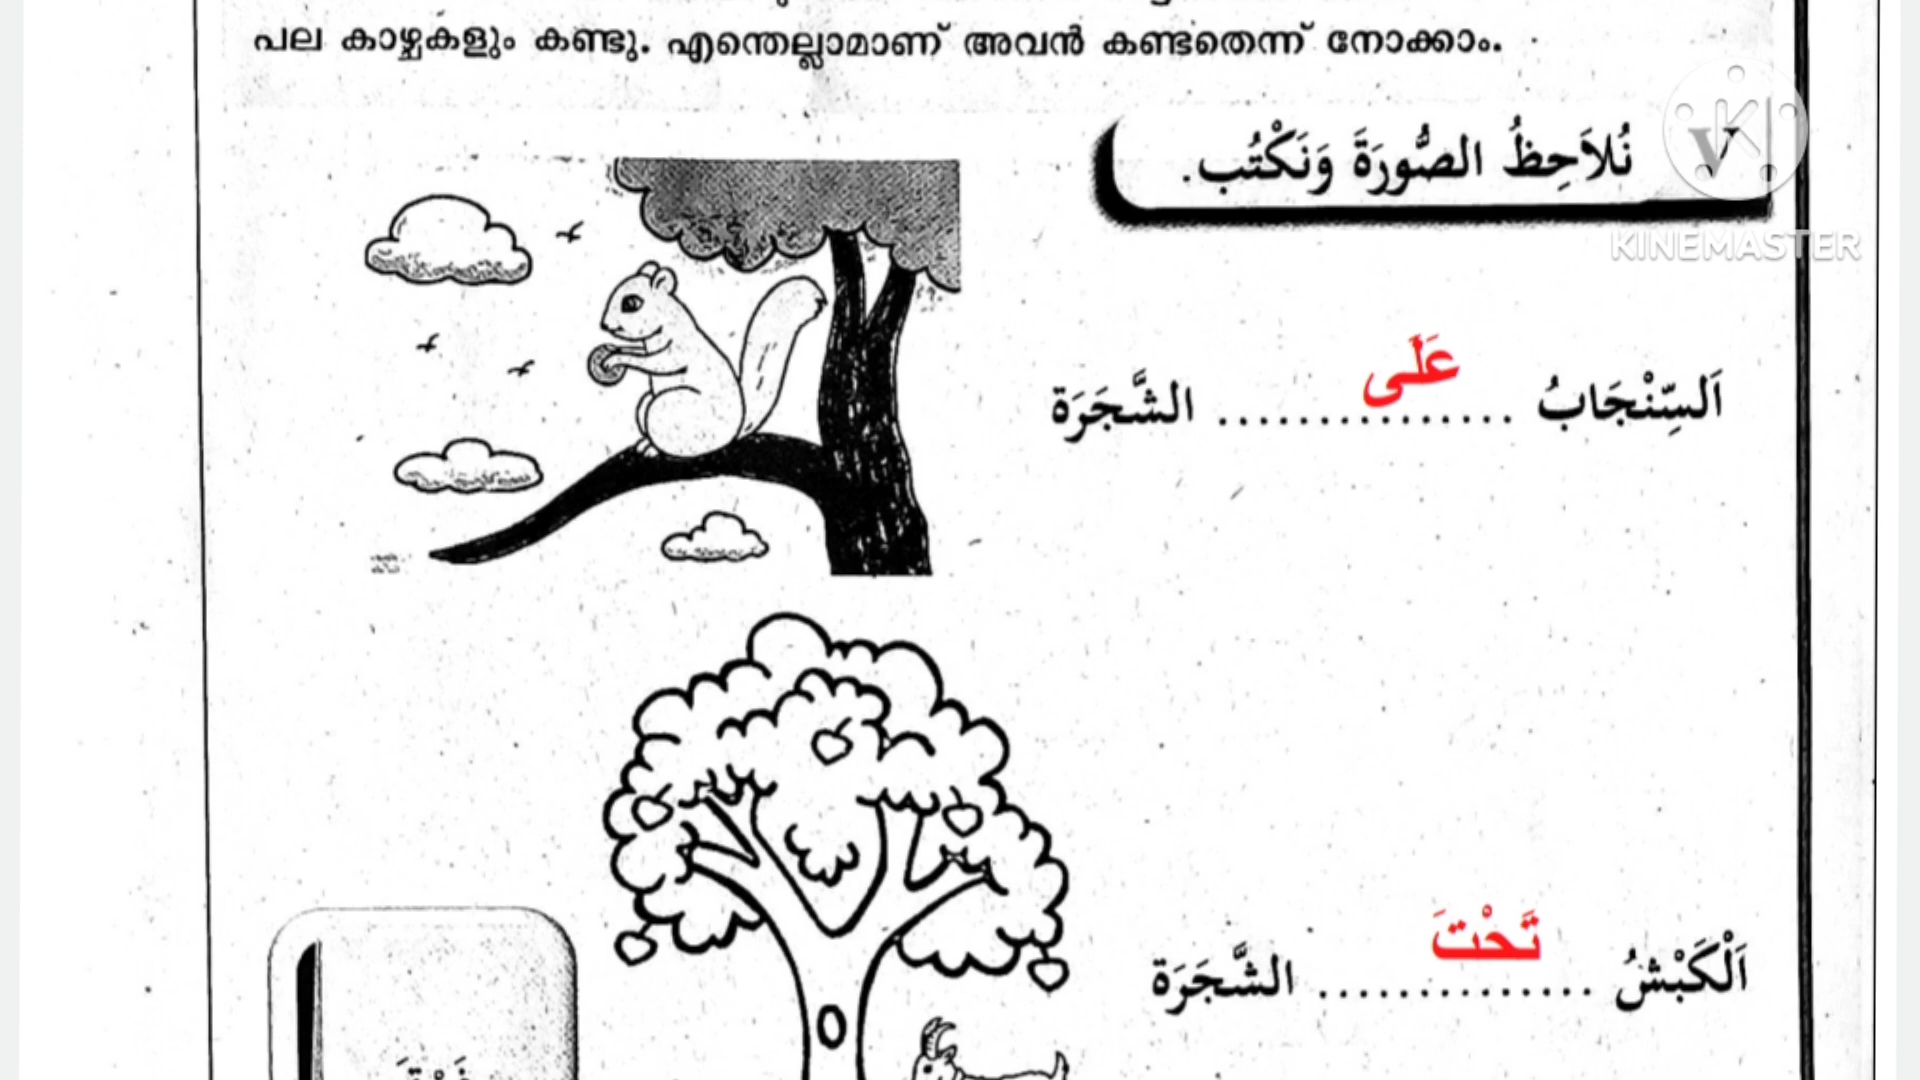 പല കാഴ്ചകളും കണ്ടു. എന്തെല്ലാമാണ് അവൻ കണ്ടതെന്ന് നോക്കാം.
V نُلاَحِظُ الصُّورَةَ وَنَكْتُب.
KINEMASTER
اَلسِّنْجَابُ ...عَلَى... الشَّجَرَة
اَلْكَبْشُ ...تَحْتَ... الشَّجَرَة